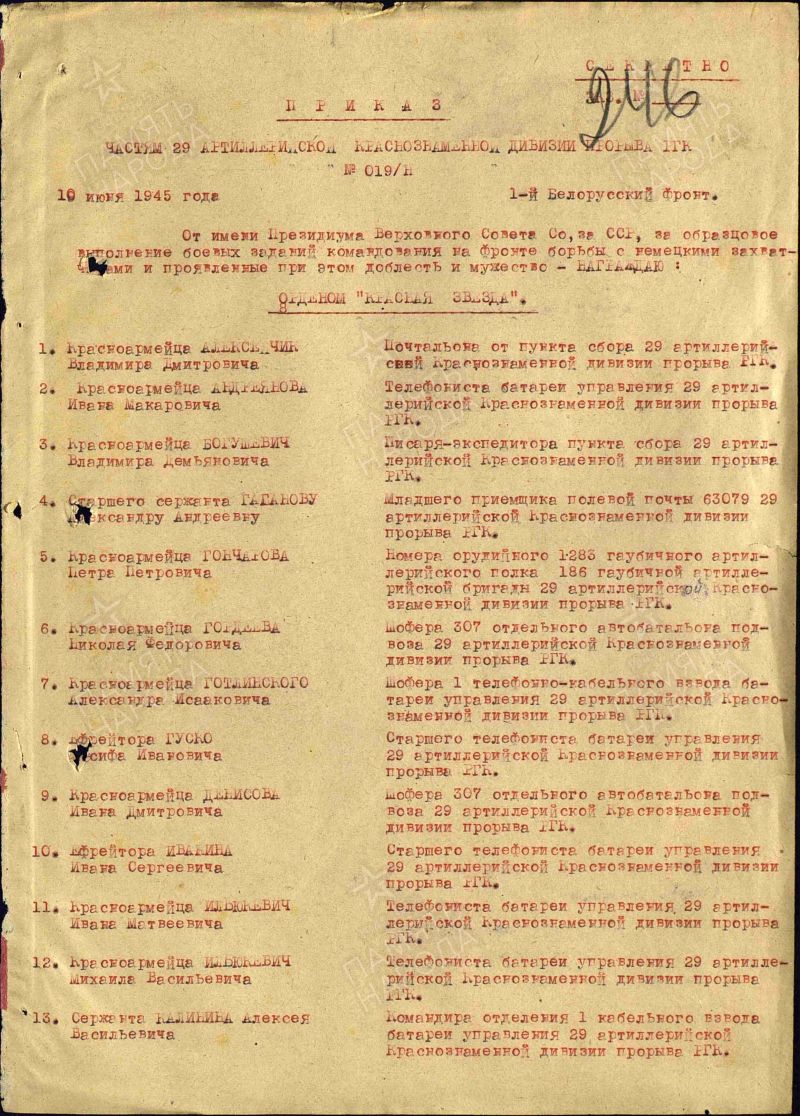 СЕКРЕТНО
246
ПРИКАЗ
ЧАСТЯМ 29 АРТИЛЛЕРИЙСКОЙ КРАСНОЗНАМЕННОЙ ДИВИЗИИ ПРОРЫВА РГК
№ 019/н
10 июня 1945 года 1-й Белорусский фронт.
От имени Президиума Верховного Совета Союза ССР, за образцовое
выполнение боевых заданий командования на фронте борьбы с немецкими захват-
чиками и проявленные при этом доблесть и мужество – НАГРАЖДАЮ :
ОРДЕНОМ "КРАСНАЯ ЗВЕЗДА".
1. Красноармейца АЛЕКСЕЙЧИК Почтальона от пункта сбора 29 артиллерий-
Владимира Дмитровича ской Краснознаменной дивизии прорыва РГК.
2. Красноармейца АНДРЕЯНОВА Телефониста батареи управления 29 артил-
Ивана Макаровича лерийской Краснознаменной дивизии прорыва
РГК.
3. Красноармейца БОГУШЕВИЧ Писаря-экспедитора пункта сбора 29 артил-
Владимира Демьяновича лерийской Краснознаменной дивизии прорыва
РГК.
4. Старшего сержанта ГАГАНОВУ Младшего приемщика полевой почты 63079 29
Александру Андреевну артиллерийской Краснознаменной дивизии
прорыва РГК.
5. Красноармейца ГОНЧАРОВА Номера орудийного 1283 гаубичного артил-
Петра Петровича лерийского полка 186 гаубичной артилле-
рийской бригады 29 артиллерийской Красно-
знаменной дивизии прорыва РГК.
6. Красноармейца ГОРДЕЕВА Шофера 307 отдельного автобатальона под-
Николая Федоровича воза 29 артиллерийской Краснознаменной
дивизии прорыва РГК.
7. Красноармейца ГОТЛИНСКОГО Шофера 1 телефонно-кабельного взвода ба-
Александра Исааковича тареи управления 29 артиллерийской Красно-
знаменной дивизии прорыва РГК.
8. Ефрейтора ГУСКО Старшего телефониста батареи управления
Иосифа Ивановича 29 артиллерийской Краснознаменной дивизии
прорыва РГК.
9. Красноармейца ДЕНИСОВА Шофера 307 отдельного автобатальона под-
Ивана Дмитровича воза 29 артиллерийской Краснознаменной
дивизии прорыва РГК.
10. Ефрейтора ИВАНИНА Старшего телефониста батареи управления
Ивана Сергеевича 29 артиллерийской Краснознаменной дивизии
прорыва РГК.
11. Красноармейца ИЛЬЮКЕВИЧ Телефониста батареи управления 29 артил-
Ивана Матвеевича лерийской Краснознаменной дивизии прорыва
РГК.
12. Красноармейца ИЛЬЮКЕВИЧ Телефониста батареи управления 29 артилле-
Михаила Васильевича рийской Краснознаменной дивизии прорыва
РГК.
13. Сержанта КАЛИНИНА Алексея Командира отделения 1 кабельного взвода
Васильевича батареи управления 29 артиллерийской
Краснознаменной дивизии прорыва РГК.